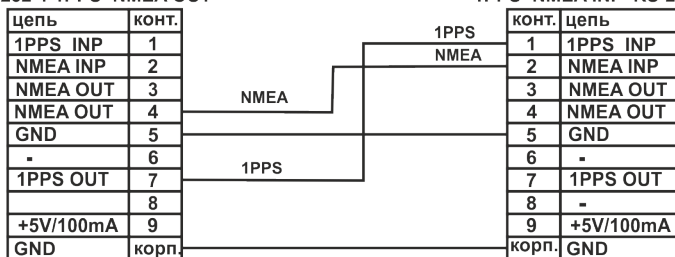 цепь конт. 1PPS конт. цепь
1PPS INP 1 1 1PPS INP
NMEA INP 2 NMEA 2 NMEA INP
NMEA OUT 3 NMEA 3 NMEA OUT
NMEA OUT 4 4 NMEA OUT
GND 5 5 GND
- 6 6 -
1PPS OUT 7 1PPS 7 1PPS OUT
8 8 -
+5V/100mA 9 9 +5V/100mA
GND корп. корп. GND